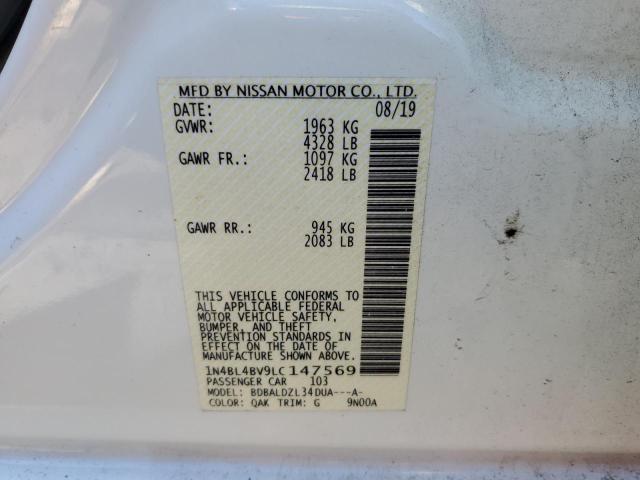 MFD BY NISSAN MOTOR CO., LTD.
DATE: 08/19
GVWR: 1963 KG
4328 LB
GAWR FR.: 1097 KG
2418 LB
GAWR RR.: 945 KG
2083 LB
THIS VEHICLE CONFORMS TO
ALL APPLICABLE FEDERAL
MOTOR VEHICLE SAFETY,
BUMPER, AND THEFT
PREVENTION STANDARDS IN
EFFECT ON THE DATE OF
MANUFACTURE SHOWN ABOVE.
1N4BL4BV9LC147569
PASSENGER CAR 103
MODEL: BDBALDZL34DUA---A-
COLOR: QAK TRIM: G 9N00A